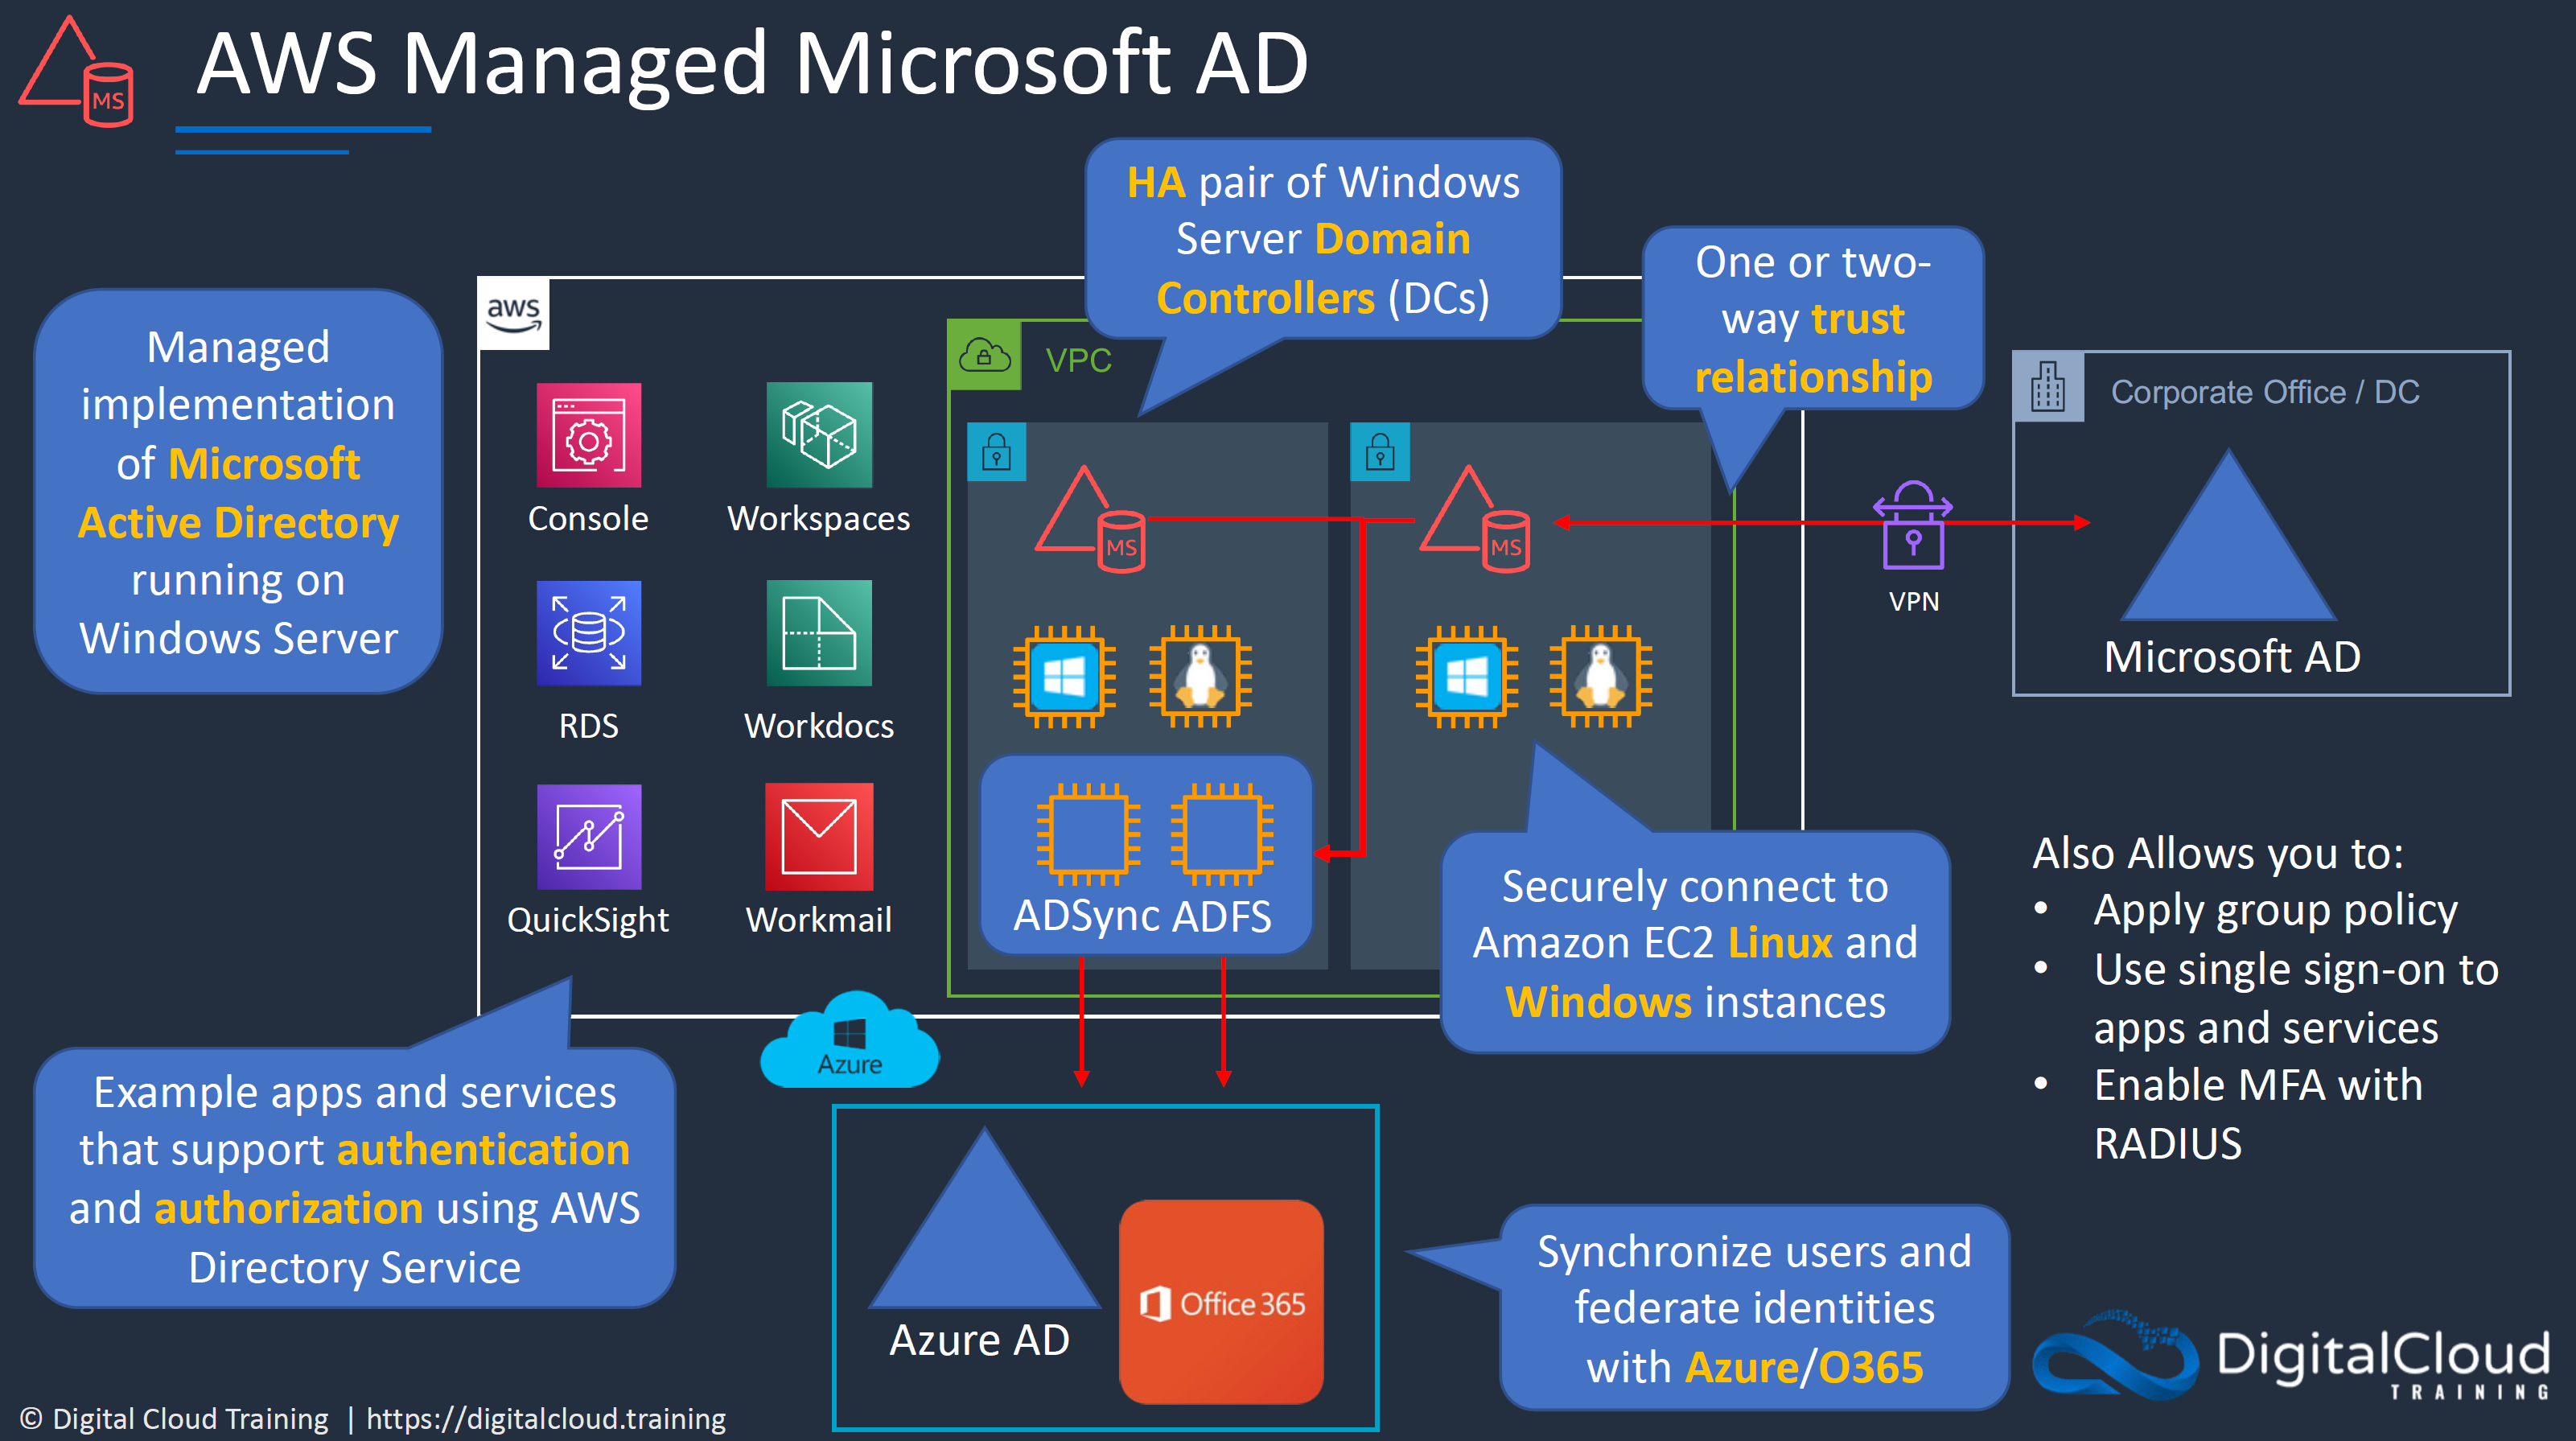 AWS Managed Microsoft AD
MS
HA pair of Windows
Server Domain
Controllers (DCs)
One or two-
way trust
relationship
Managed
implementation
of Microsoft
Active Directory
running on
Windows Server
aws
VPC
Corporate Office / DC
Console
Workspaces
MS
MS
VPN
Microsoft AD
RDS
Workdocs
QuickSight
Workmail
ADSync ADFS
Securely connect to
Amazon EC2 Linux and
Windows instances
Also Allows you to:
• Apply group policy
• Use single sign-on to
apps and services
• Enable MFA with
RADIUS
Azure
Example apps and services
that support authentication
and authorization using AWS
Directory Service
Azure AD
Office 365
Synchronize users and
federate identities
with Azure/O365
DigitalCloud
TRAINING
© Digital Cloud Training | https://digitalcloud.training